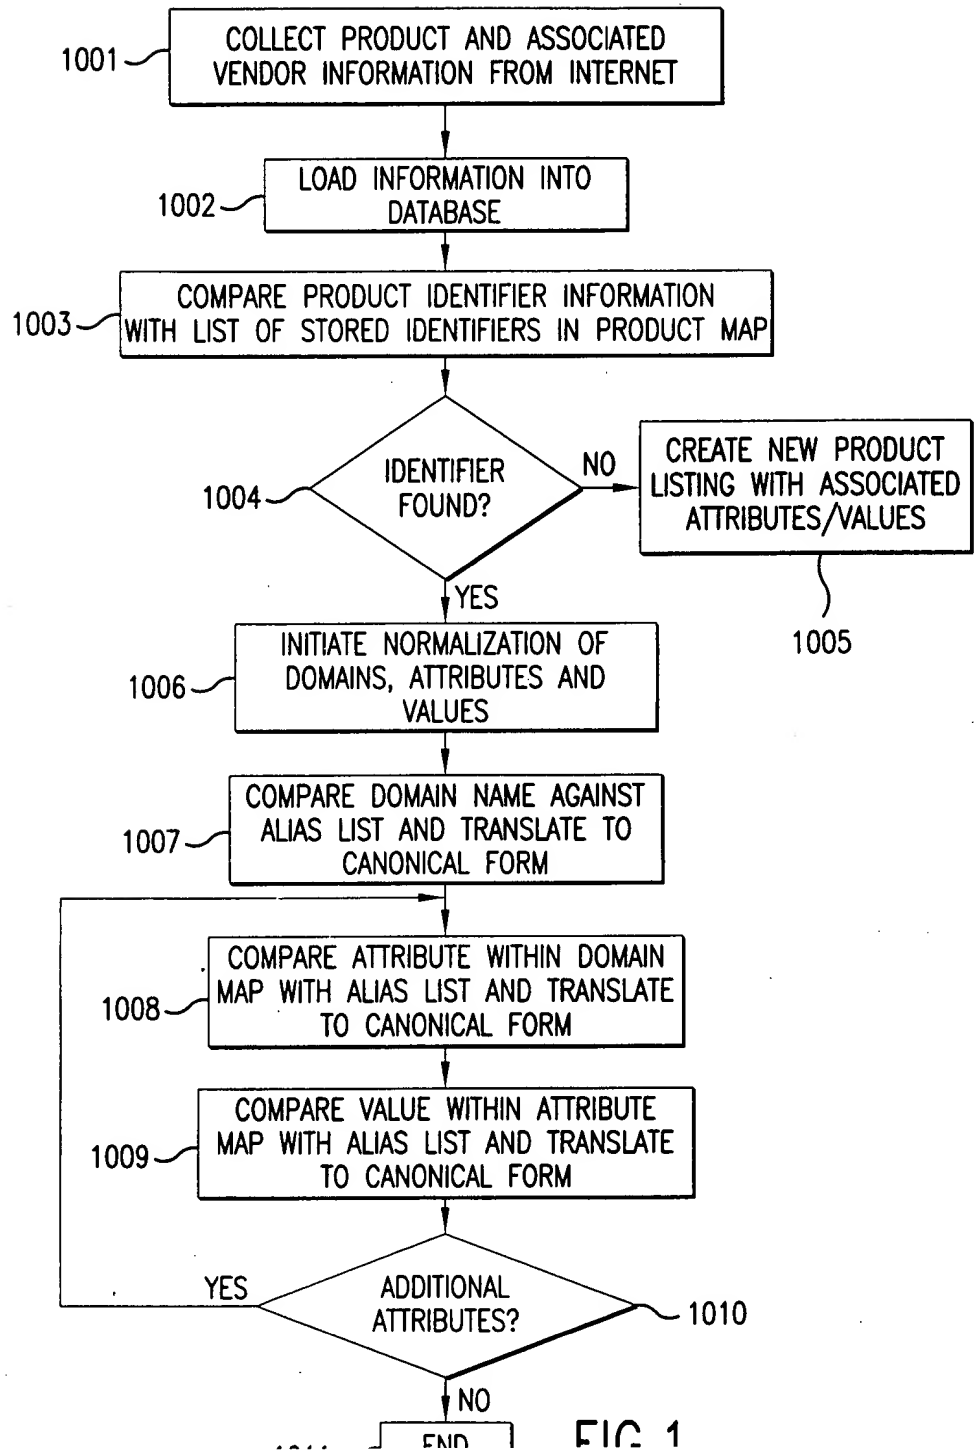 COLLECT PRODUCT AND ASSOCIATED
VENDOR INFORMATION FROM INTERNET
1001
LOAD INFORMATION INTO
DATABASE
1002
COMPARE PRODUCT IDENTIFIER INFORMATION
WITH LIST OF STORED IDENTIFIERS IN PRODUCT MAP
1003
IDENTIFIER
FOUND?
1004
NO
CREATE NEW PRODUCT
LISTING WITH ASSOCIATED
ATTRIBUTES/VALUES
1005
YES
INITIATE NORMALIZATION OF
DOMAINS, ATTRIBUTES AND
VALUES
1006
COMPARE DOMAIN NAME AGAINST
ALIAS LIST AND TRANSLATE TO
CANONICAL FORM
1007
COMPARE ATTRIBUTE WITHIN DOMAIN
MAP WITH ALIAS LIST AND TRANSLATE
TO CANONICAL FORM
1008
COMPARE VALUE WITHIN ATTRIBUTE
MAP WITH ALIAS LIST AND TRANSLATE
TO CANONICAL FORM
1009
YES
ADDITIONAL
ATTRIBUTES?
1010
NO
END
FIG.1